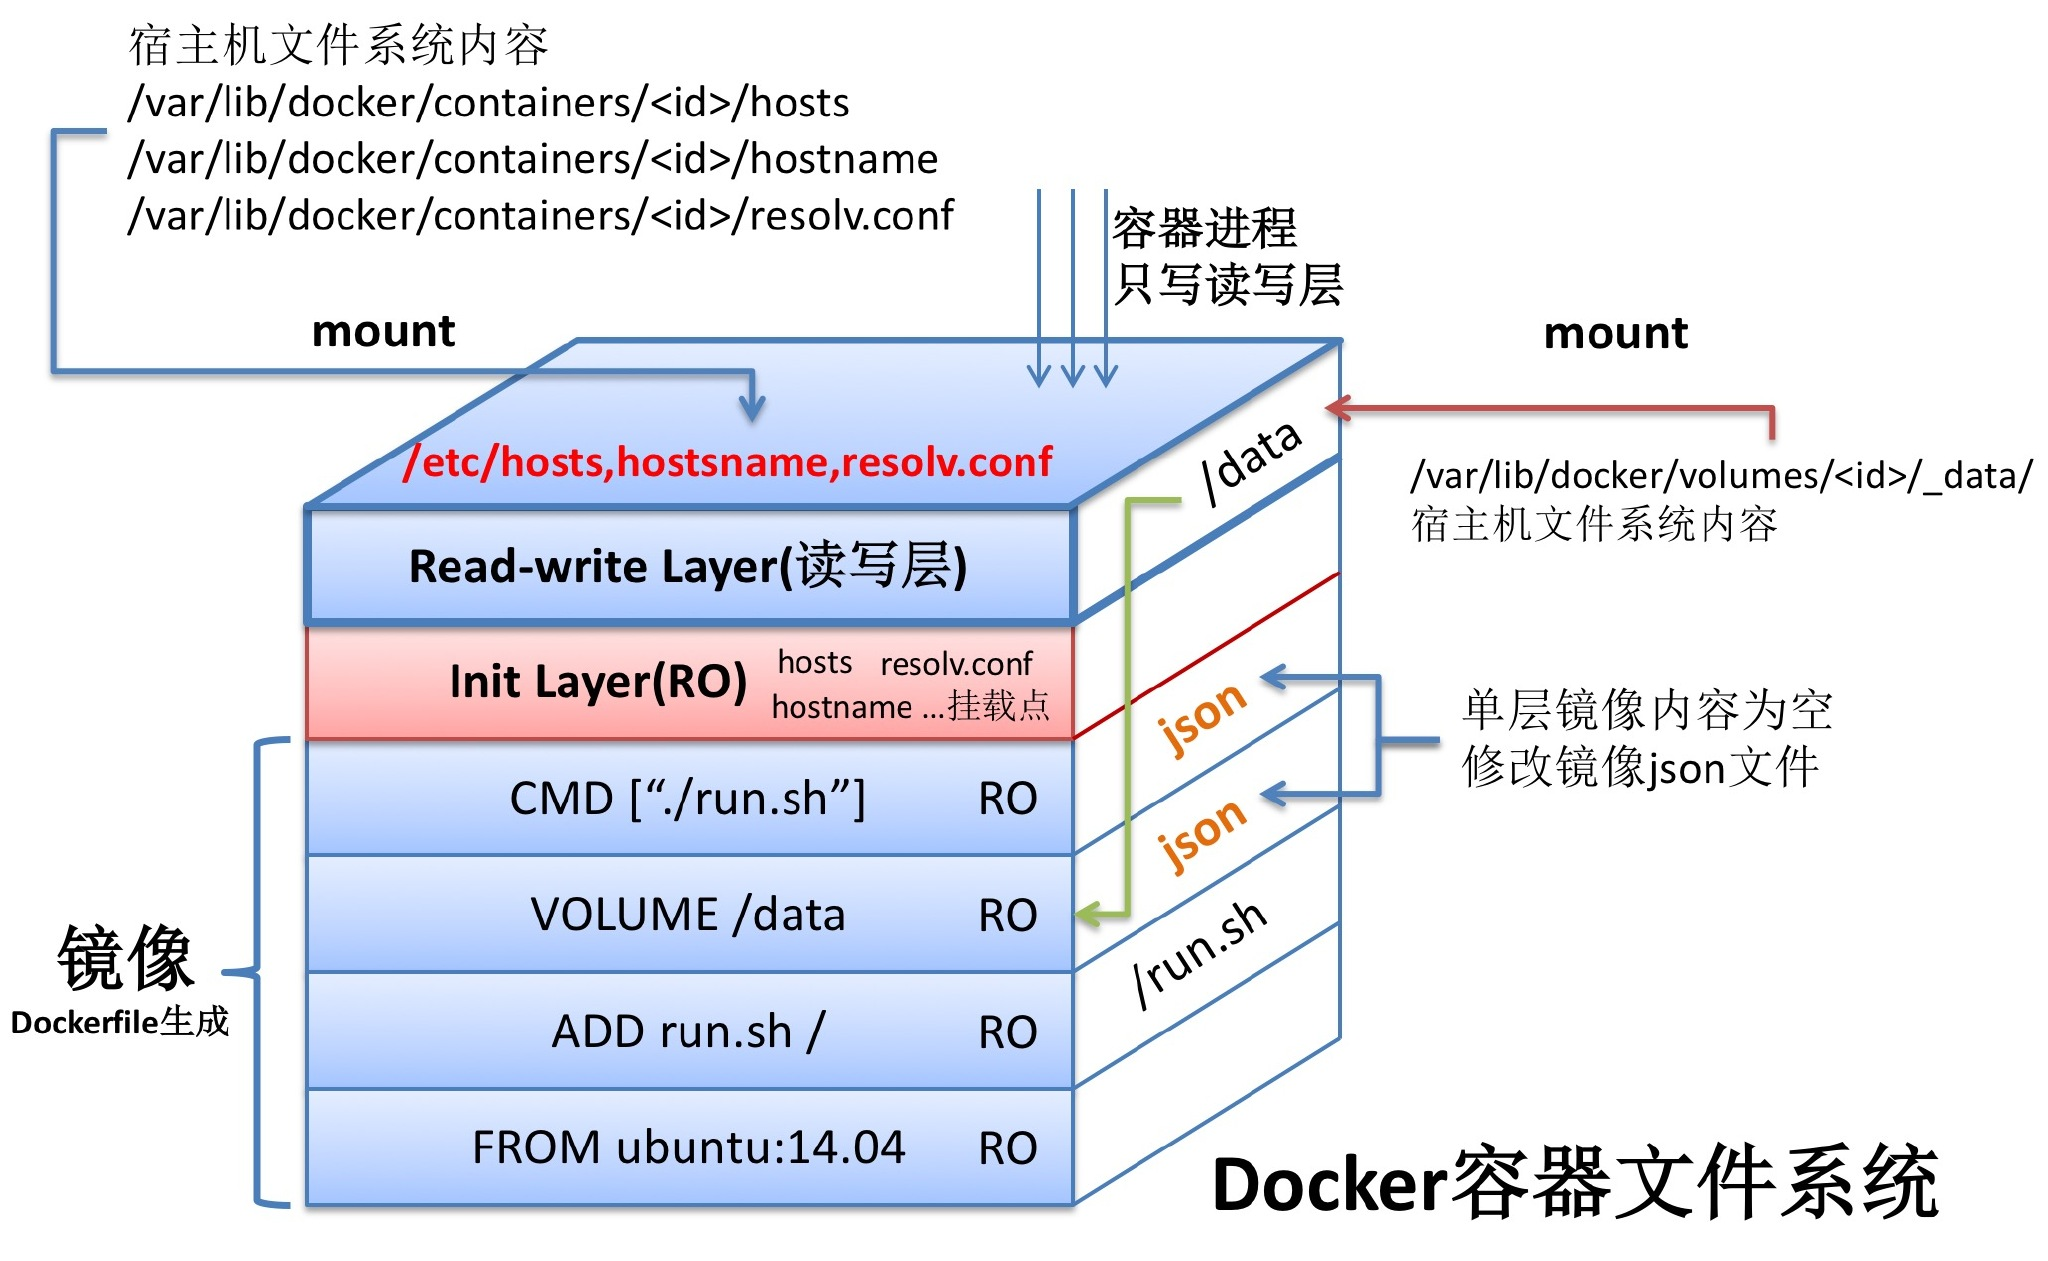 宿主机文件系统内容
/var/lib/docker/containers/<id>/hosts
/var/lib/docker/containers/<id>/hostname
/var/lib/docker/containers/<id>/resolv.conf
容器进程
只写读写层
mount
mount
/etc/hosts,hostsname,resolv.conf
/data
/var/lib/docker/volumes/<id>/_data/
宿主机文件系统内容
Read-write Layer(读写层)
Init Layer(RO)
hosts resolv.conf
hostname ...挂载点
json
单层镜像内容为空
修改镜像json文件
CMD [“./run.sh”] RO
json
VOLUME /data RO
/run.sh
镜像
Dockerfile生成
ADD run.sh / RO
FROM ubuntu:14.04 RO
Docker容器文件系统